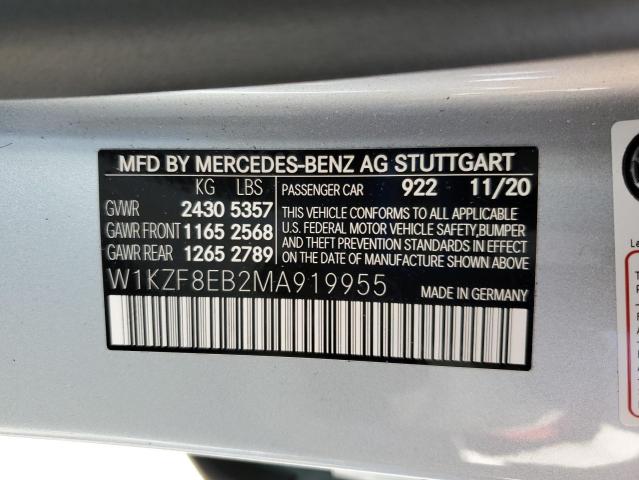 MFD BY MERCEDES-BENZ AG STUTTGART
KG LBS
GVWR 2430 5357
GAWR FRONT 1165 2568
GAWR REAR 1265 2789
PASSENGER CAR 922 11/20
THIS VEHICLE CONFORMS TO ALL APPLICABLE
U.S. FEDERAL MOTOR VEHICLE SAFETY,BUMPER
AND THEFT PREVENTION STANDARDS IN EFFECT
ON THE DATE OF MANUFACTURE SHOWN ABOVE
W1KZF8EB2MA919955
MADE IN GERMANY